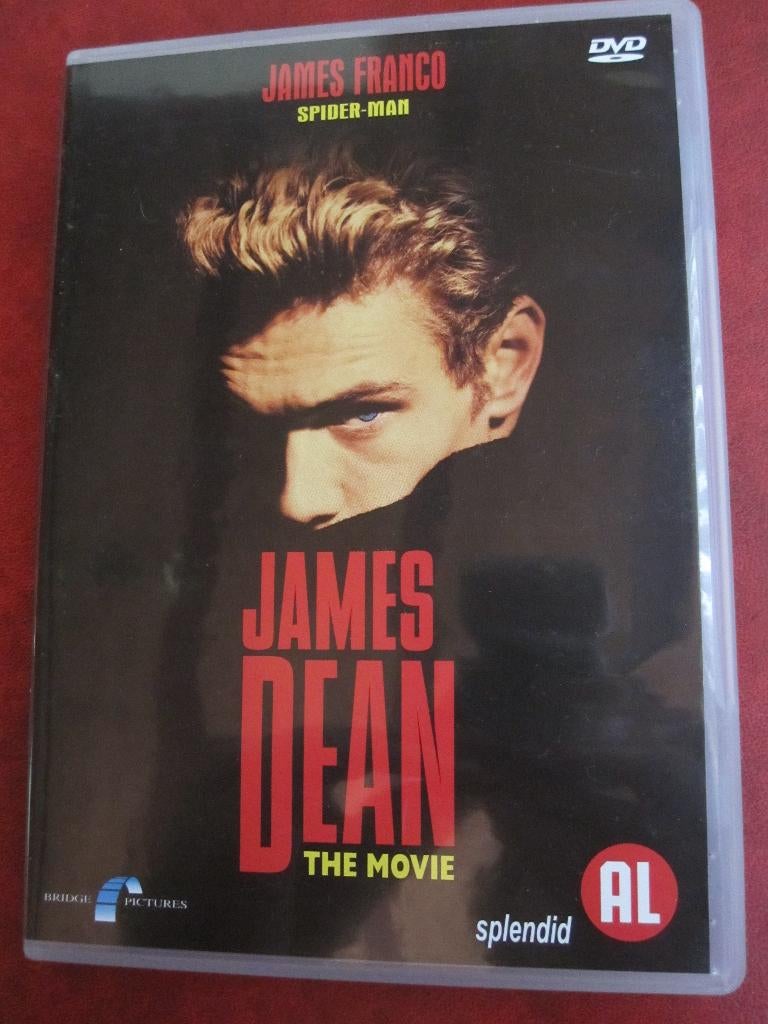 DVD
JAMES FRANCO
SPIDER-MAN
JAMES
DEAN
THE MOVIE
BRIDGE PICTURES
splendid
AL